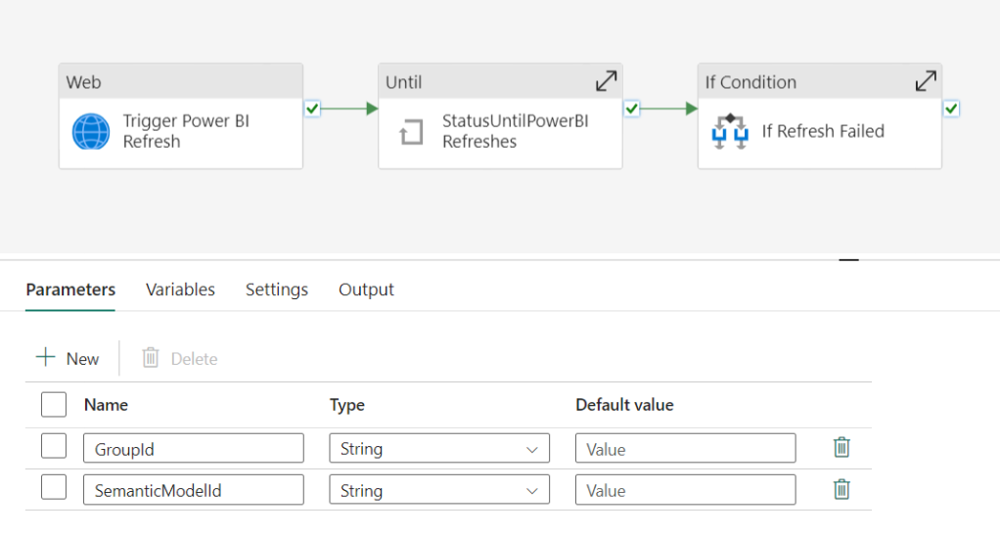 Web
Trigger Power BI
Refresh
Until
StatusUntilPowerBI
Refreshes
If Condition
If Refresh Failed
Parameters Variables Settings Output
New Delete
Name Type Default value
GroupId String Value
SemanticModelId String Value